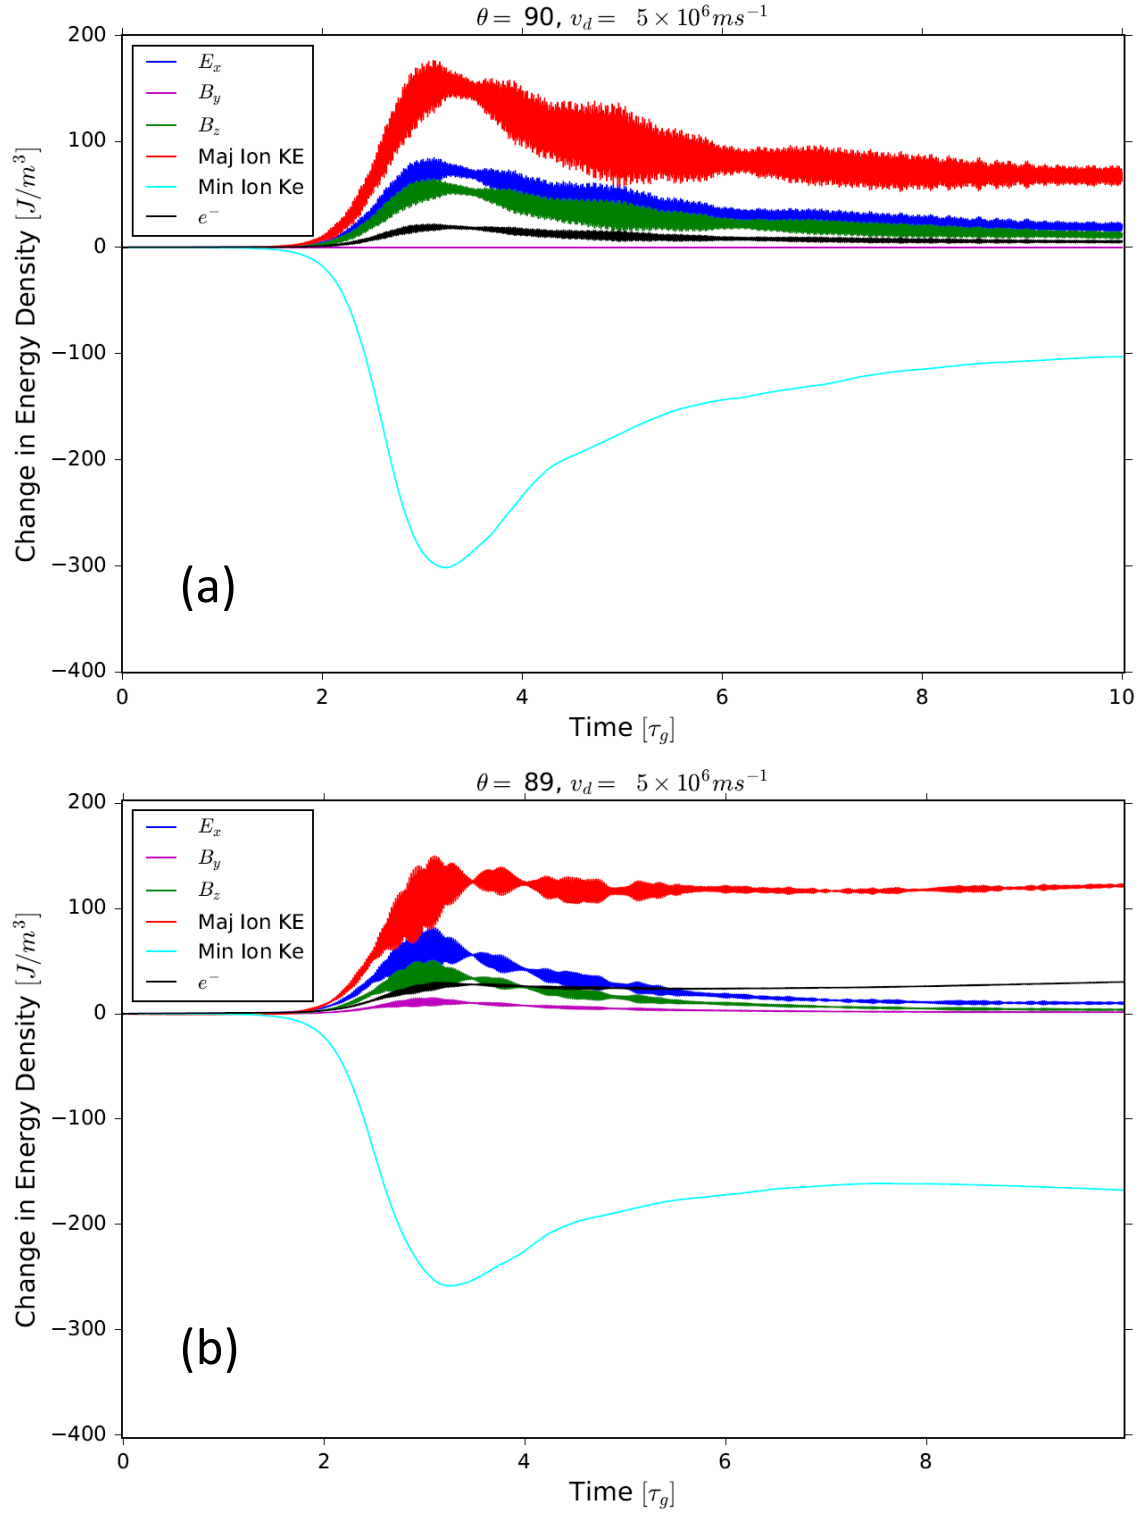 θ = 90, v_d = 5 × 10^6 ms^−1
200
100
0
−100
−200
−300
−400
Change in Energy Density [J/m^3]
E_x
B_y
B_z
Maj Ion KE
Min Ion Ke
e^−
(a)
0 2 4 6 8 10
Time [τ_g]
θ = 89, v_d = 5 × 10^6 ms^−1
200
100
0
−100
−200
−300
−400
Change in Energy Density [J/m^3]
E_x
B_y
B_z
Maj Ion KE
Min Ion Ke
e^−
(b)
0 2 4 6 8
Time [τ_g]